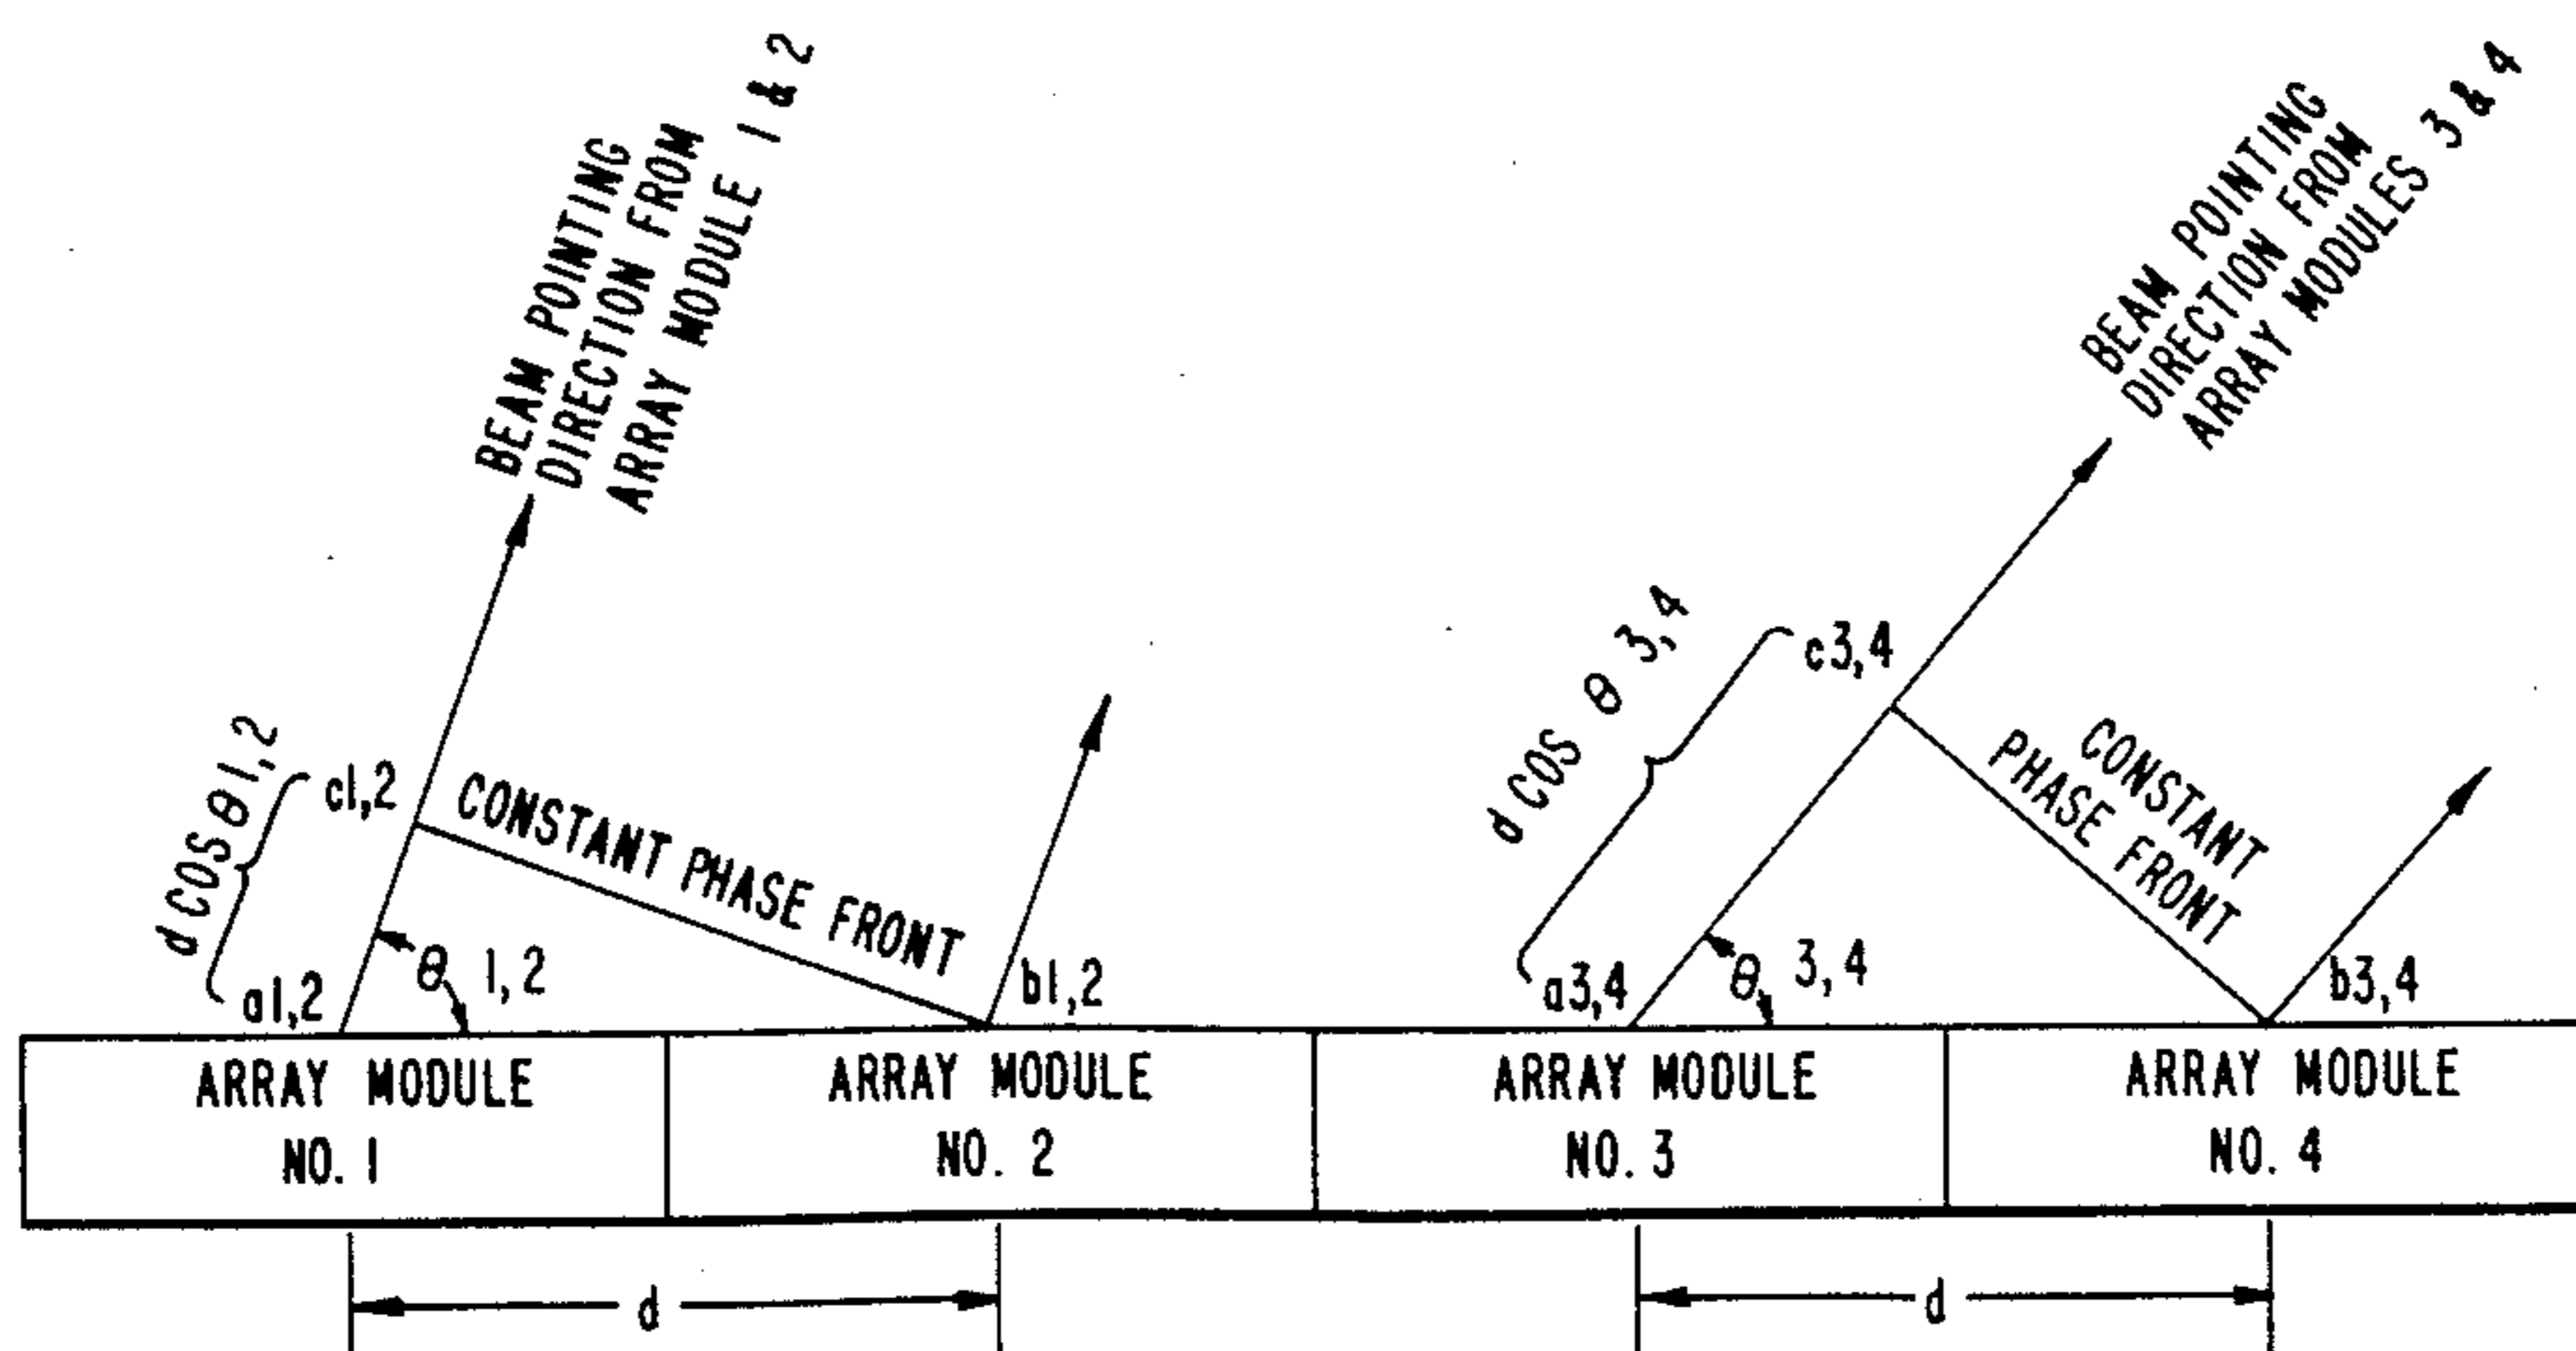 BEAM POINTING
DIRECTION FROM
ARRAY MODULE 1 & 2
BEAM POINTING
DIRECTION FROM
ARRAY MODULES 3 & 4
d COS θ 1,2
c1,2
a1,2
θ 1,2
CONSTANT PHASE FRONT
b1,2
d COS θ 3,4
c3,4
a3,4
θ 3,4
CONSTANT
PHASE FRONT
b3,4
ARRAY MODULE
NO. 1
ARRAY MODULE
NO. 2
ARRAY MODULE
NO. 3
ARRAY MODULE
NO. 4
d
d